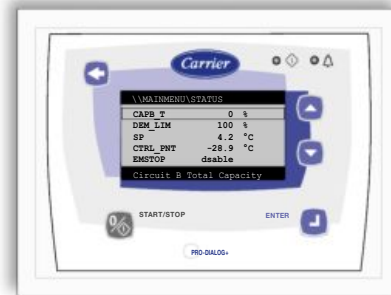 Carrier
\\MAINMENU\STATUS
CAPB_T 0 %
DEM_LIM 100 %
SP 4.2 °C
CTRL_PNT -28.9 °C
EMSTOP dsable
Circuit B Total Capacity
START/STOP
ENTER
PRO-DIALOG+